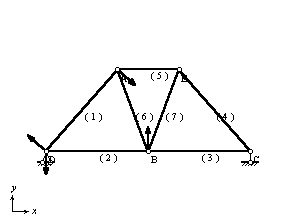 E
( 5 )
( 1 ) ( 6 ) ( 7 ) ( 4 )
( 2 ) B ( 3 ) C
y
x